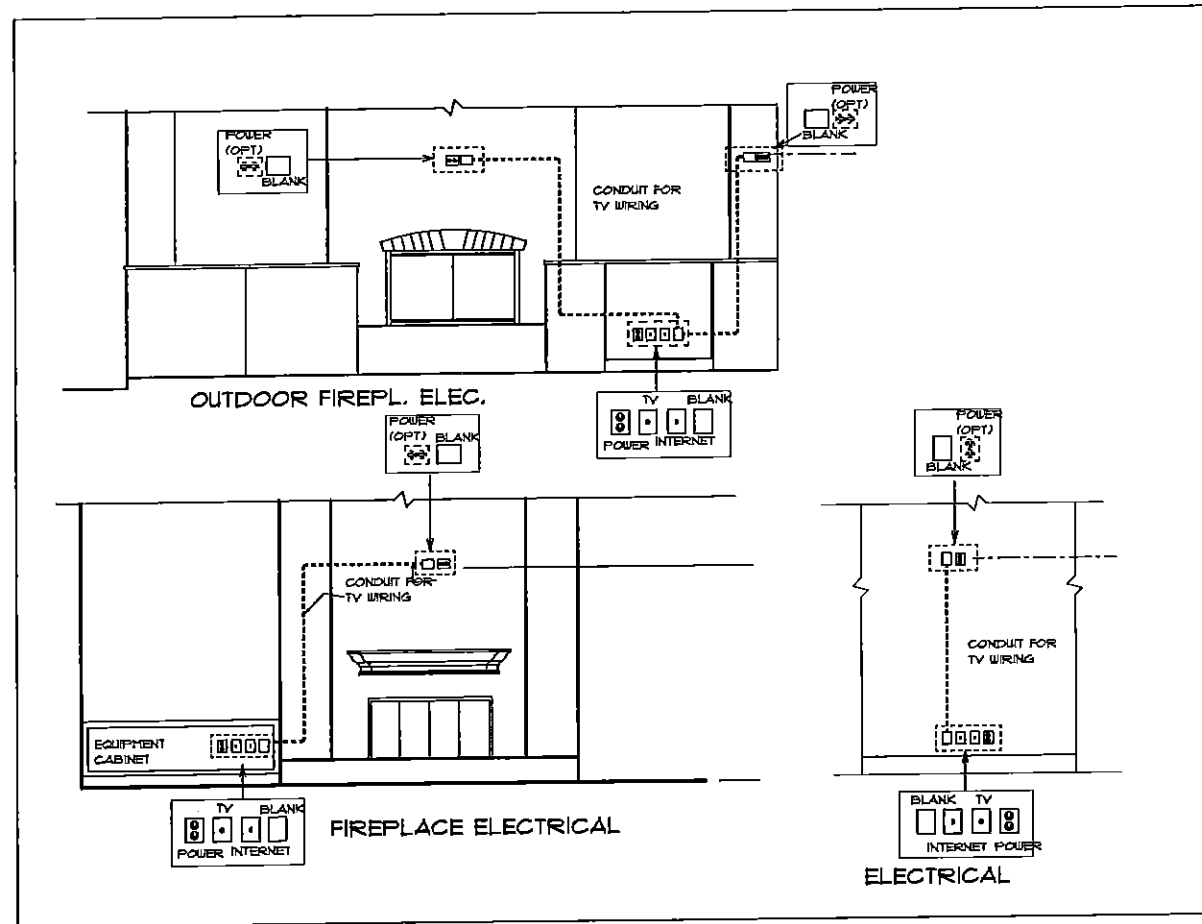 POWER
(OPT)
BLANK
POWER
(OPT)
BLANK
CONDUIT FOR
TV WIRING
OUTDOOR FIREPL. ELEC.
TV BLANK
POWER INTERNET
POWER
(OPT) BLANK
CONDUIT FOR
TV WIRING
EQUIPMENT
CABINET
TV BLANK
POWER INTERNET
FIREPLACE ELECTRICAL
POWER
(OPT)
BLANK
CONDUIT FOR
TV WIRING
BLANK TV
INTERNET POWER
ELECTRICAL